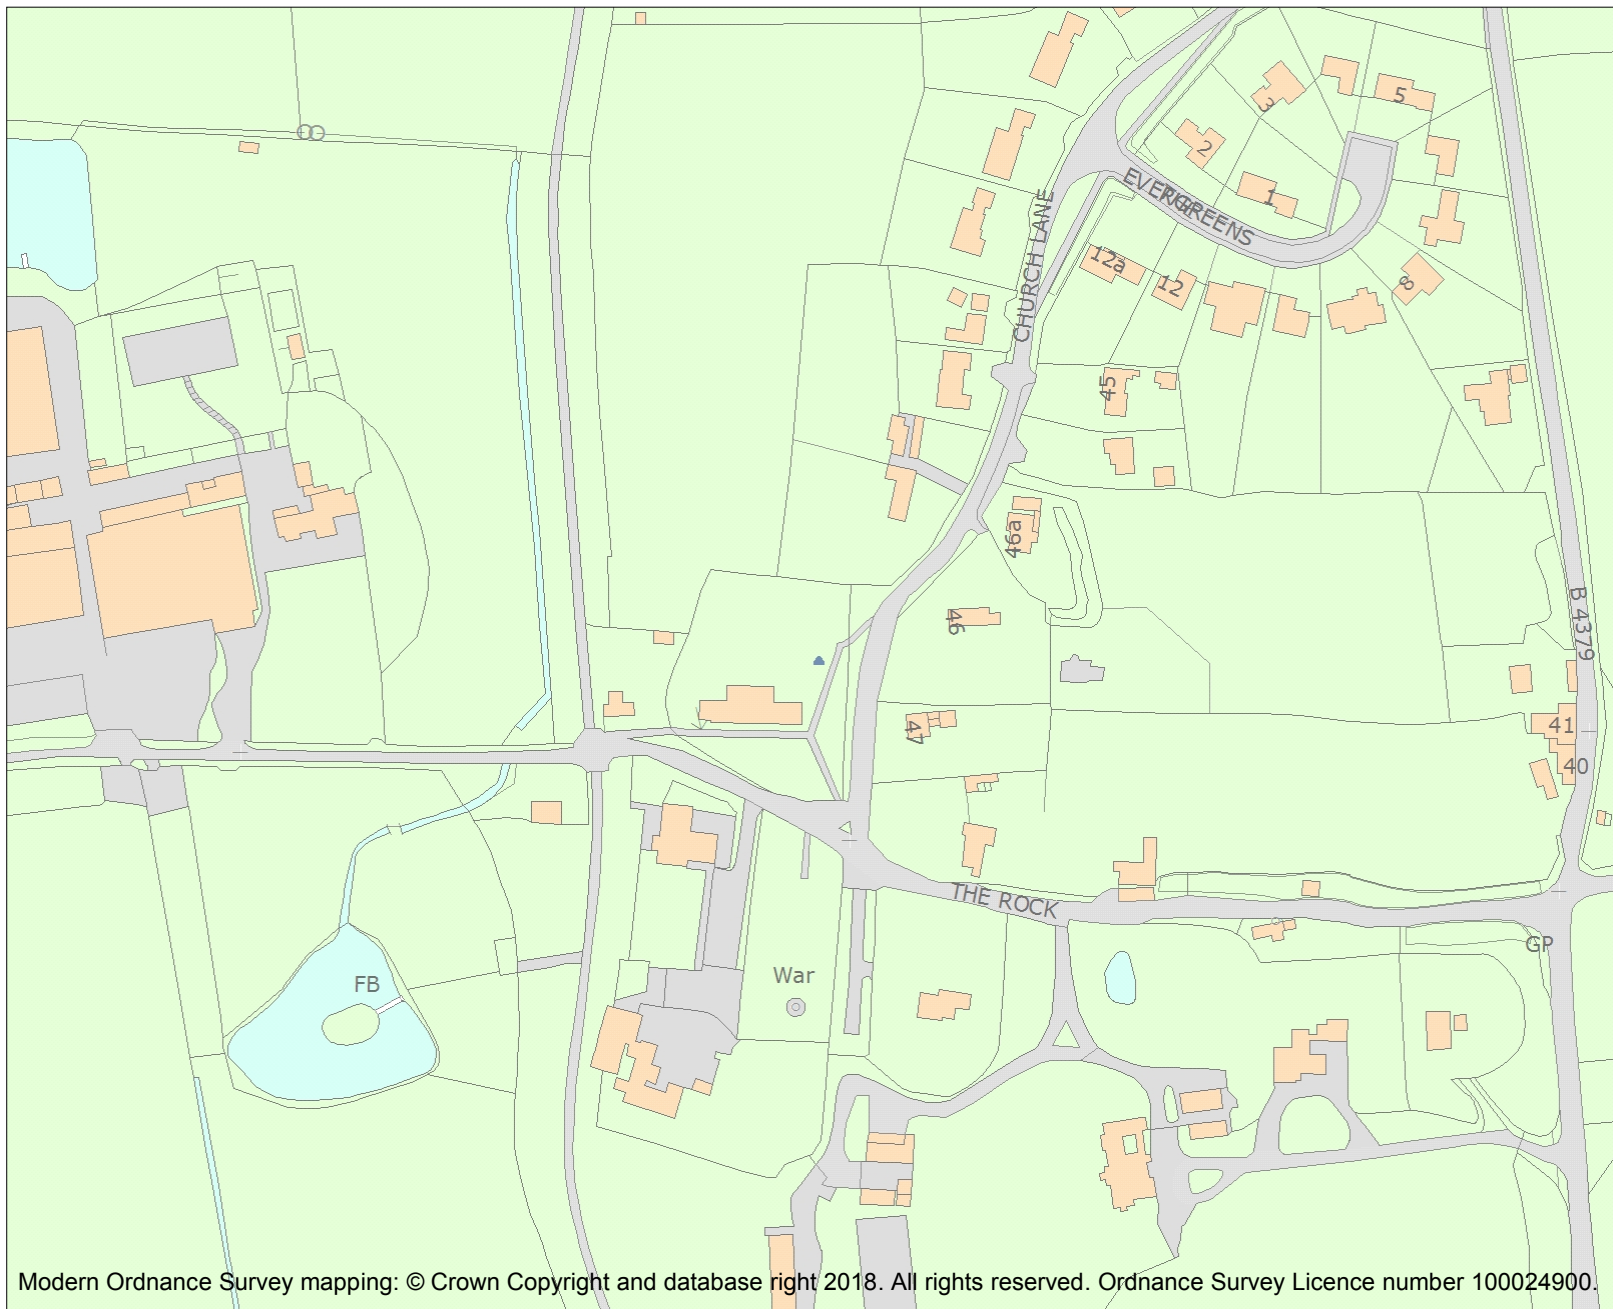 5
3
2
EVERGREENS
THE
1
CHURCH LANE
12a
12
8
45
46a
46
B 4379
47
41
40
THE ROCK
GP
War
FB
Modern Ordnance Survey mapping: © Crown Copyright and database right 2018. All rights reserved. Ordnance Survey Licence number 100024900.